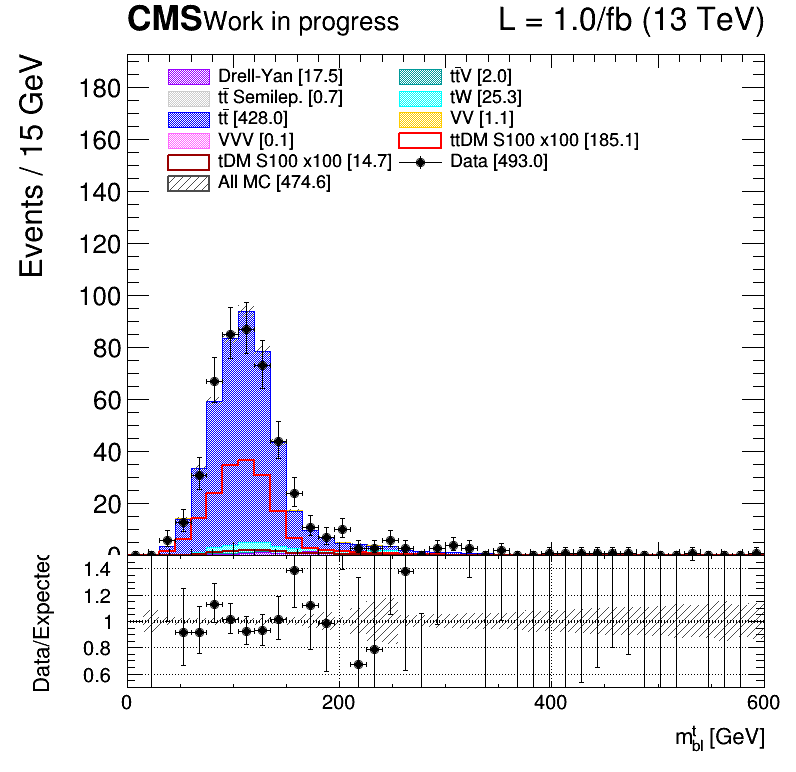 CMS Work in progress L = 1.0/fb (13 TeV)
Events / 15 GeV
180
160
140
120
100
80
60
40
20
0
Drell-Yan [17.5] tt̄V [2.0]
tt̄ Semilep. [0.7] tW [25.3]
tt̄ [428.0] VV [1.1]
VVV [0.1] ttDM S100 x100 [185.1]
tDM S100 x100 [14.7] Data [493.0]
All MC [474.6]
Data/Expected
1.4
1.2
1
0.8
0.6
0 200 400 600
m^t_bl [GeV]